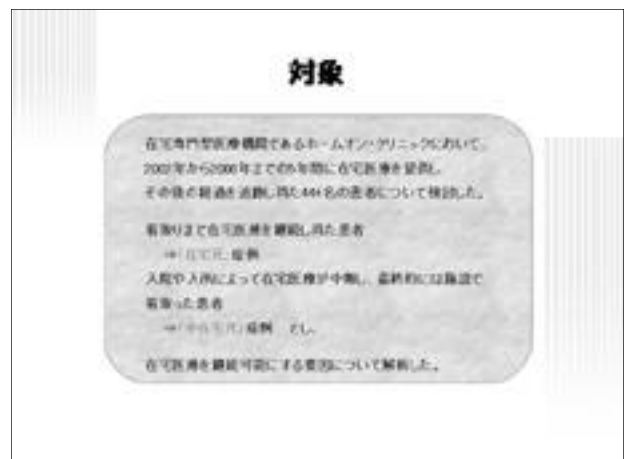 対象
在宅専門型医療機関であるホームオン・クリニックにおいて、
2002年から2006年までの5年間に在宅医療を提供し、
その後の経過を追跡し得た名の患者について検討した。
看取りまで在宅医療を継続し得た患者
⇒「在宅死」症例
入院や入所によって在宅医療が中断し、最終的には施設で
看取った患者
⇒「非在宅死」症例 とし、
在宅医療を継続可能にする要因について解析した。